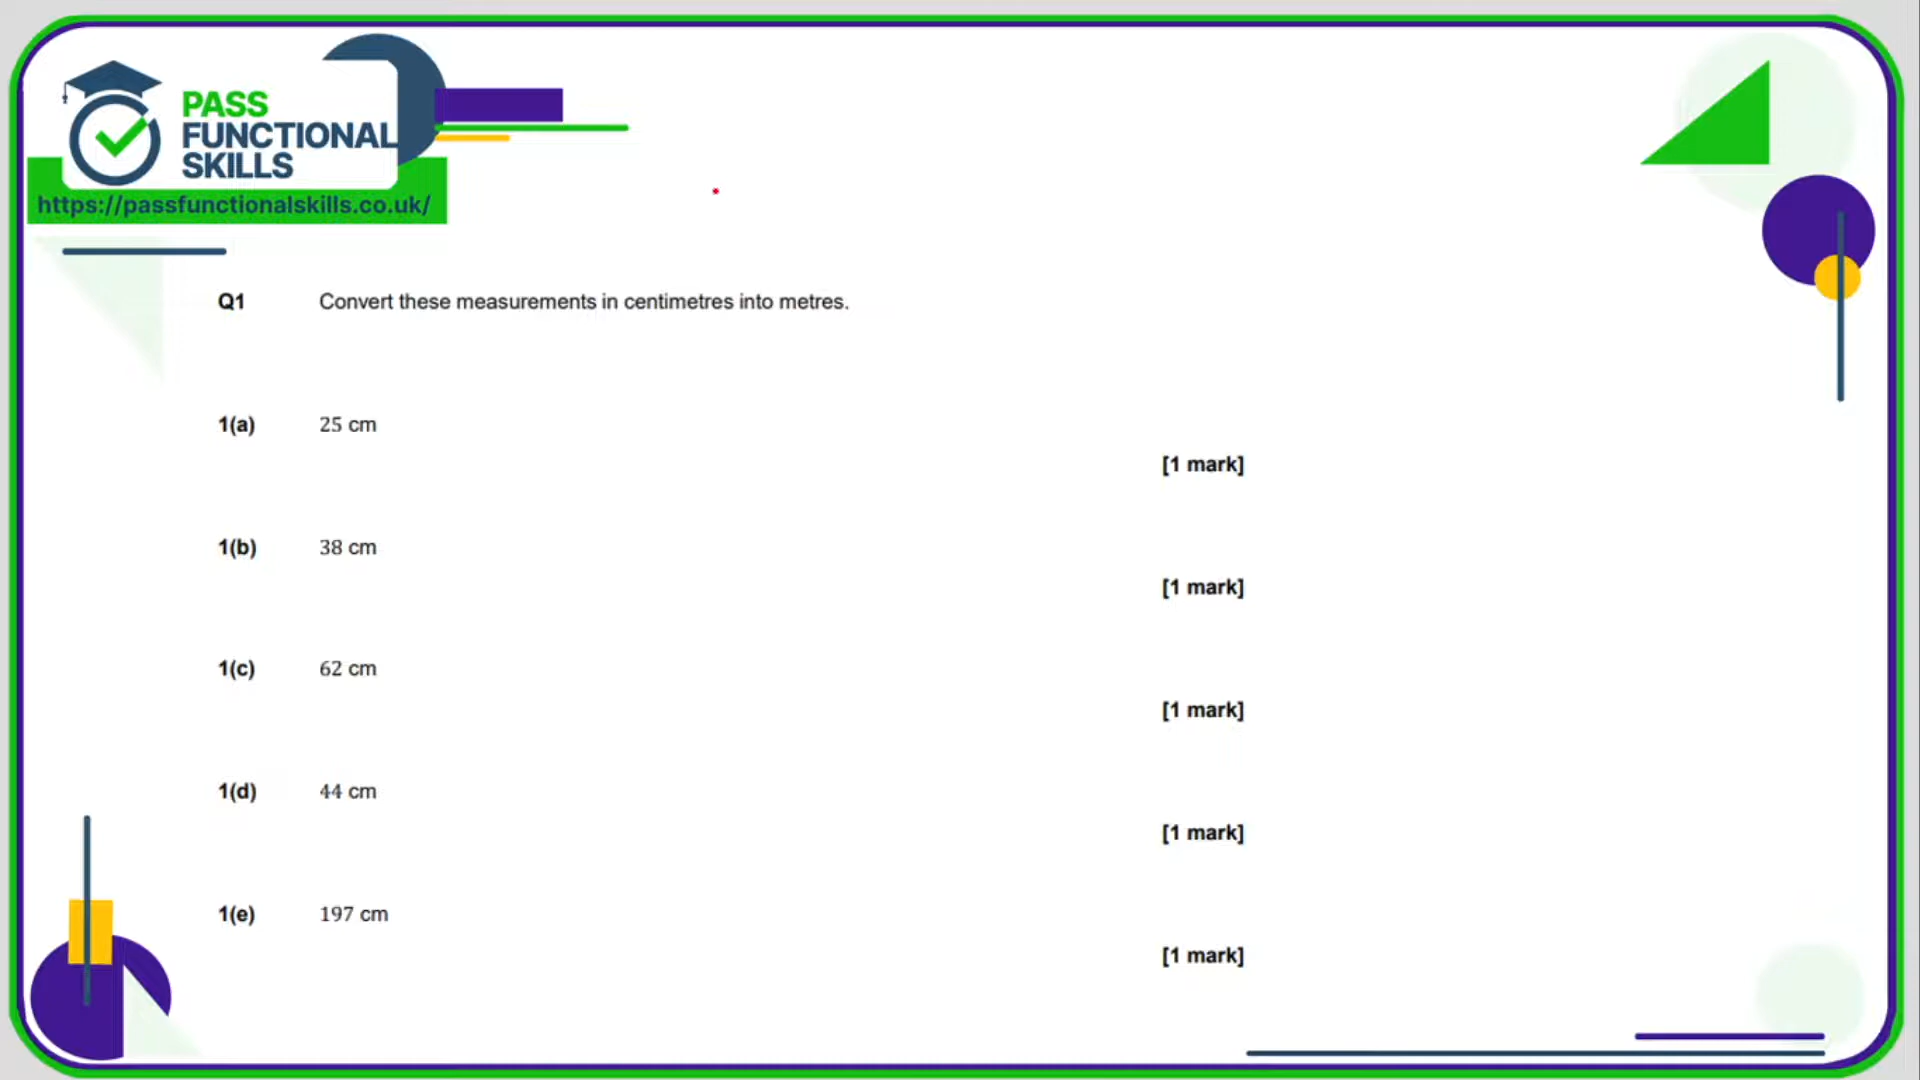 PASS
FUNCTIONAL
SKILLS
https://passfunctionalskills.co.uk/
Q1 Convert these measurements in centimetres into metres.
1(a) 25 cm
[1 mark]
1(b) 38 cm
[1 mark]
1(c) 62 cm
[1 mark]
1(d) 44 cm
[1 mark]
1(e) 197 cm
[1 mark]